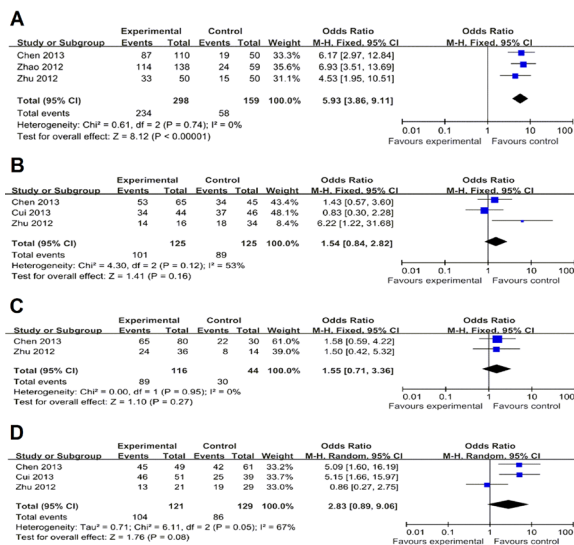 A
Experimental Control Odds Ratio Odds Ratio
Study or Subgroup Events Total Events Total Weight M-H. Fixed. 95% CI M-H. Fixed. 95% CI
Chen 2013 87 110 19 50 33.3% 6.17 [2.97, 12.84]
Zhao 2012 114 138 24 59 35.6% 6.93 [3.51, 13.69]
Zhu 2012 33 50 15 50 31.1% 4.53 [1.95, 10.51]
Total (95% CI) 298 159 100.0% 5.93 [3.86, 9.11]
Total events 234 58
Heterogeneity: Chi² = 0.61, df = 2 (P = 0.74); I² = 0%
Test for overall effect: Z = 8.12 (P < 0.00001)
0.01 0.1 1 10 100
Favours experimental Favours control
B
Experimental Control Odds Ratio Odds Ratio
Study or Subgroup Events Total Events Total Weight M-H. Fixed. 95% CI M-H. Fixed. 95% CI
Chen 2013 53 65 34 45 43.4% 1.43 [0.57, 3.60]
Cui 2013 34 44 37 46 48.1% 0.83 [0.30, 2.28]
Zhu 2012 14 16 18 34 8.4% 6.22 [1.22, 31.68]
Total (95% CI) 125 125 100.0% 1.54 [0.84, 2.82]
Total events 101 89
Heterogeneity: Chi² = 4.30, df = 2 (P = 0.12); I² = 53%
Test for overall effect: Z = 1.41 (P = 0.16)
0.01 0.1 1 10 100
Favours experimental Favours control
C
Experimental Control Odds Ratio Odds Ratio
Study or Subgroup Events Total Events Total Weight M-H. Fixed. 95% CI M-H. Fixed. 95% CI
Chen 2013 65 80 22 30 61.0% 1.58 [0.59, 4.22]
Zhu 2012 24 36 8 14 39.0% 1.50 [0.42, 5.32]
Total (95% CI) 116 44 100.0% 1.55 [0.71, 3.36]
Total events 89 30
Heterogeneity: Chi² = 0.00, df = 1 (P = 0.95); I² = 0%
Test for overall effect: Z = 1.10 (P = 0.27)
0.01 0.1 1 10 100
Favours experimental Favours control
D
Experimental Control Odds Ratio Odds Ratio
Study or Subgroup Events Total Events Total Weight M-H. Random. 95% CI M-H. Random. 95% CI
Chen 2013 45 49 42 61 33.2% 5.09 [1.60, 16.19]
Cui 2013 46 51 25 39 33.9% 5.15 [1.66, 15.97]
Zhu 2012 13 21 19 29 32.9% 0.86 [0.27, 2.75]
Total (95% CI) 121 129 100.0% 2.83 [0.89, 9.06]
Total events 104 86
Heterogeneity: Tau² = 0.71; Chi² = 6.11, df = 2 (P = 0.05); I² = 67%
Test for overall effect: Z = 1.76 (P = 0.08)
0.01 0.1 1 10 100
Favours experimental Favours control